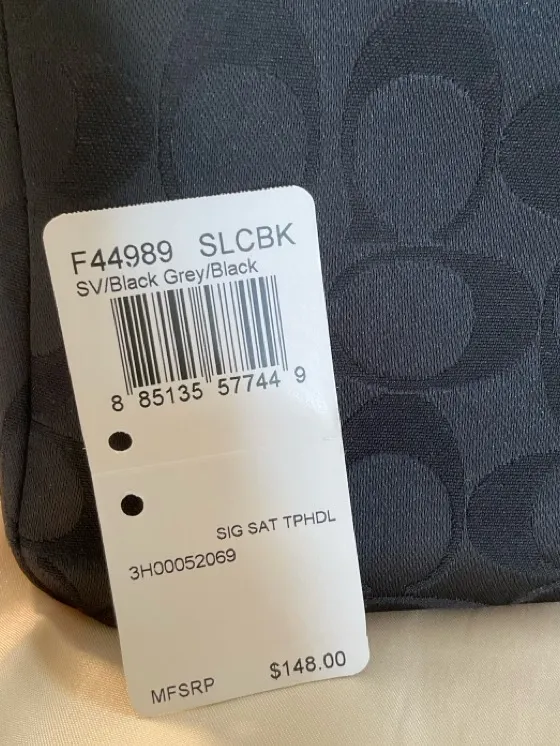 F44989 SLCBK
SV/Black Grey/Black
8 85135 57744 9
SIG SAT TPHDL
3H00052069
MFSRP $148.00